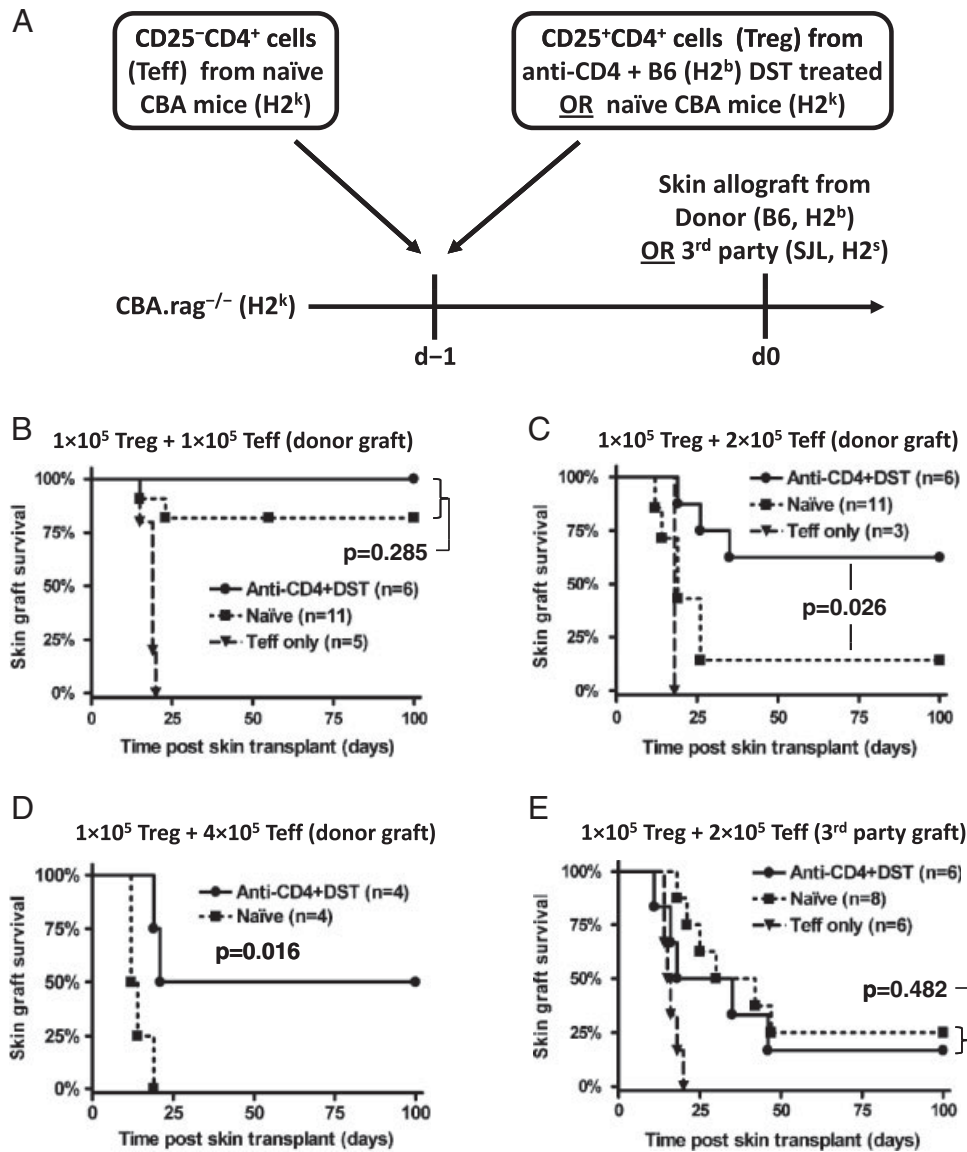 A
CD25⁻CD4⁺ cells
(Teff) from naïve
CBA mice (H2ᵏ)
CD25⁺CD4⁺ cells (Treg) from
anti-CD4 + B6 (H2ᵇ) DST treated
OR naïve CBA mice (H2ᵏ)
Skin allograft from
Donor (B6, H2ᵇ)
OR 3ʳᵈ party (SJL, H2ˢ)
CBA.rag⁻/⁻ (H2ᵏ)
d−1
d0
B
1×10⁵ Treg + 1×10⁵ Teff (donor graft)
Skin graft survival
100%
75%
50%
25%
0%
p=0.285
Anti-CD4+DST (n=6)
Naïve (n=11)
Teff only (n=5)
0
25
50
75
100
Time post skin transplant (days)
C
1×10⁵ Treg + 2×10⁵ Teff (donor graft)
Skin graft survival
100%
75%
50%
25%
0%
Anti-CD4+DST (n=6)
Naïve (n=11)
Teff only (n=3)
p=0.026
0
25
50
75
100
Time post skin transplant (days)
D
1×10⁵ Treg + 4×10⁵ Teff (donor graft)
Skin graft survival
100%
75%
50%
25%
0%
Anti-CD4+DST (n=4)
Naïve (n=4)
p=0.016
0
25
50
75
100
Time post skin transplant (days)
E
1×10⁵ Treg + 2×10⁵ Teff (3ʳᵈ party graft)
Skin graft survival
100%
75%
50%
25%
0%
Anti-CD4+DST (n=6)
Naïve (n=8)
Teff only (n=6)
p=0.482
0
25
50
75
100
Time post skin transplant (days)